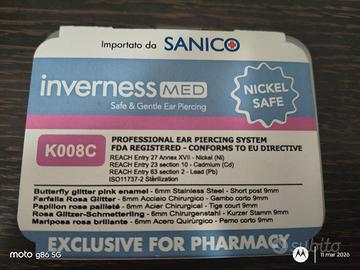 Importato da SANICO
inverness MED
Safe & Gentle Ear Piercing
NICKEL
SAFE
K008C
PROFESSIONAL EAR PIERCING SYSTEM
FDA REGISTERED - CONFORMS TO EU DIRECTIVE
REACH Entry 27 Annex XVII - Nickel (Ni)
REACH Entry 23 section 10 - Cadmium (Cd)
REACH Entry 63 section 2 - Lead (Pb)
ISO11737-2 Sterilization
Butterfly glitter pink enamel - 6mm Stainless Steel - Short post 9mm
Farfalla Rosa Glitter - 6mm Acciaio Chirurgico - Gambo corto 9mm
Papillon rose pailleté - 6mm Acier Chirurgical - Tige court 9mm
Rosa Glitzer-Schmetterling - 6mm Chirurgenstahl - Kurzer Stamm 9mm
Mariposa rosa brillante - 6mm Acero Quirúrgico - Perno corto 9mm
EXCLUSIVE FOR PHARMACY
subito
moto g86 5G
11 mar 2026